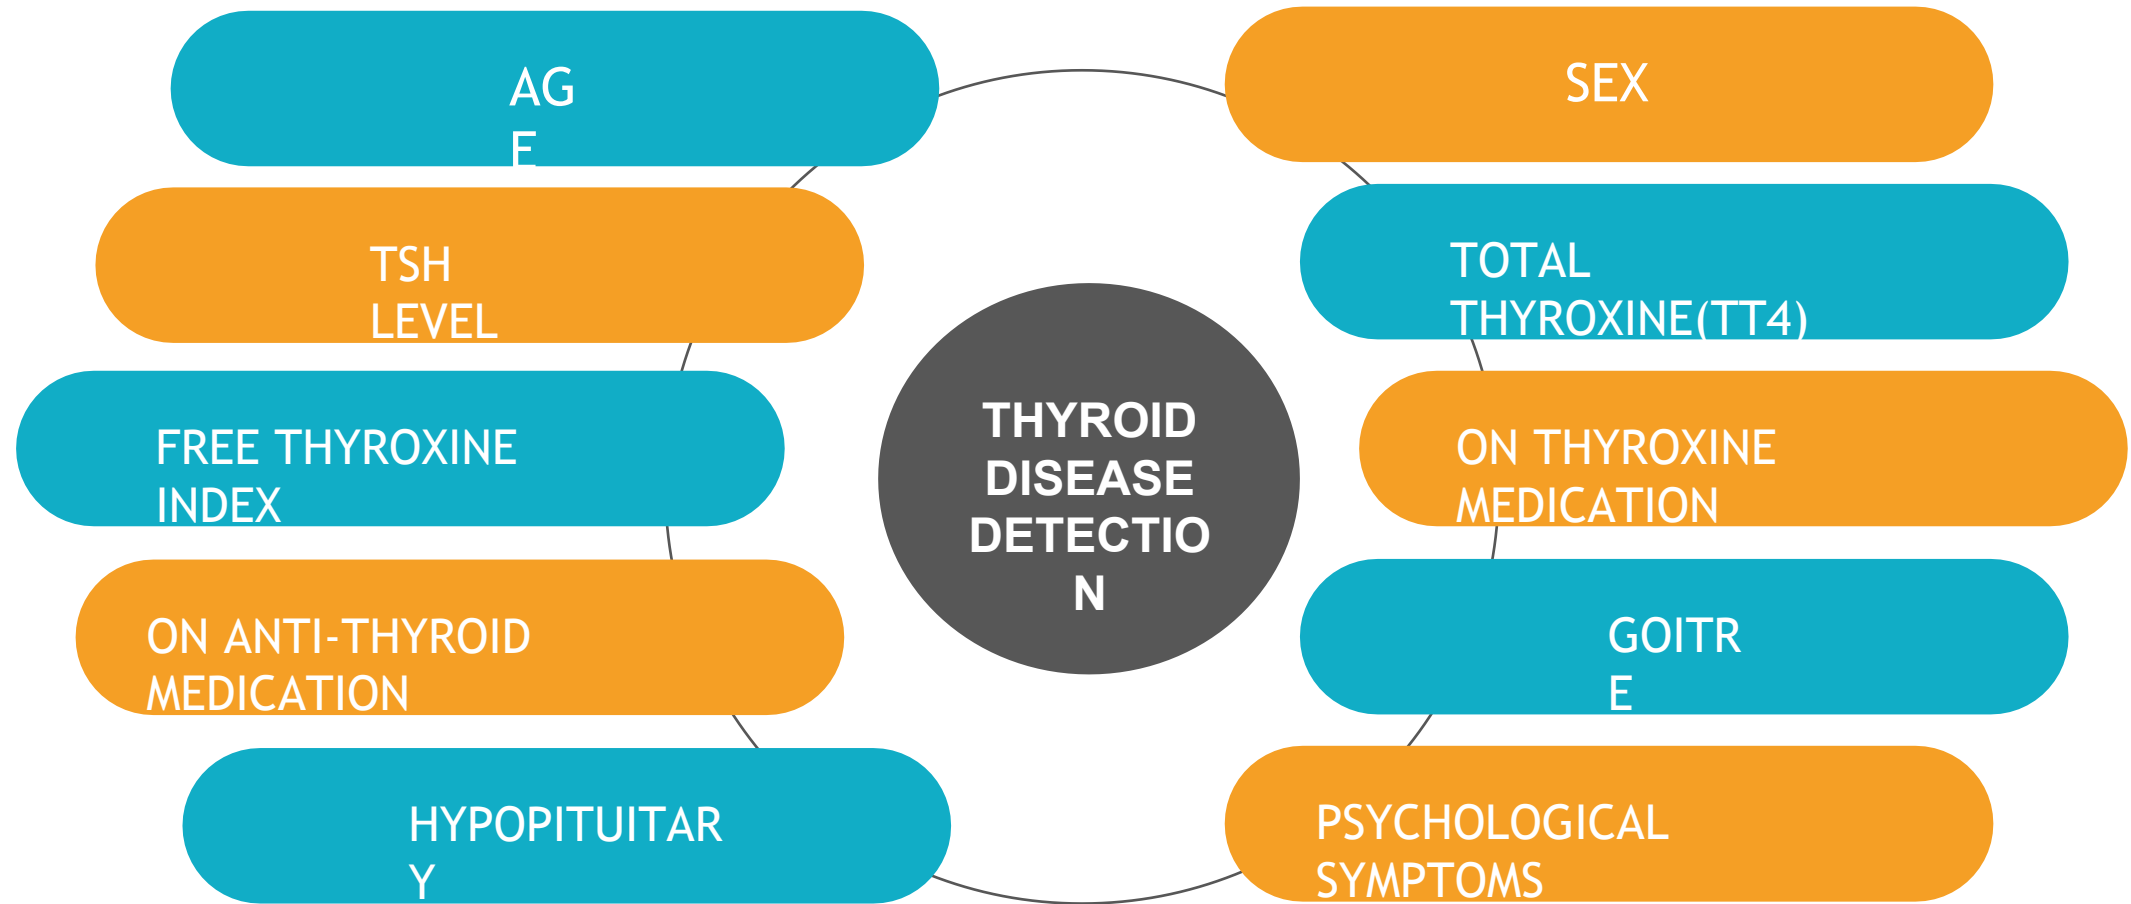 AG
E
SEX
TSH
LEVEL
TOTAL
THYROXINE(TT4)
FREE THYROXINE
INDEX
THYROID
DISEASE
DETECTIO
N
ON THYROXINE
MEDICATION
ON ANTI-THYROID
MEDICATION
GOITR
E
HYPOPITUITAR
Y
PSYCHOLOGICAL
SYMPTOMS